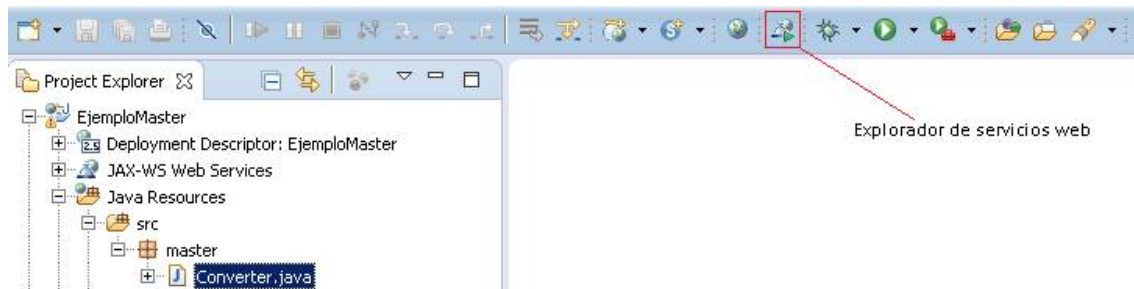 Project Explorer
EjemploMaster
Deployment Descriptor: EjemploMaster
JAX-WS Web Services
Java Resources
src
master
Converter.java
Explorador de servicios web